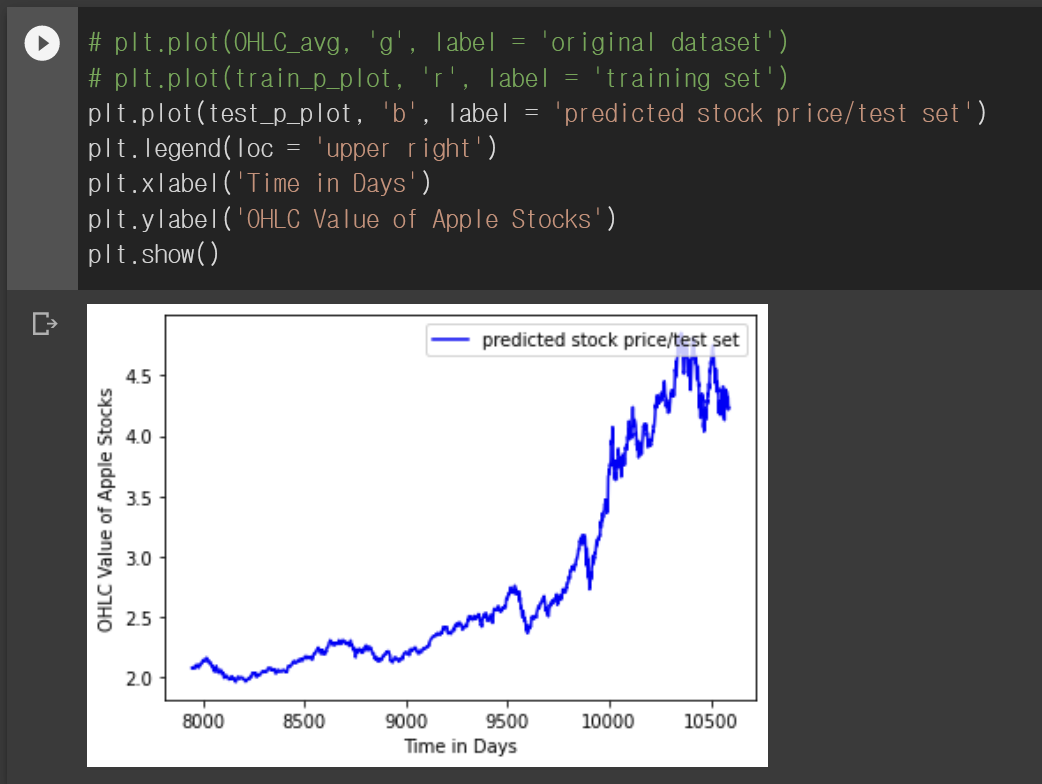 # plt.plot(OHLC_avg, 'g', label = 'original dataset')
# plt.plot(train_p_plot, 'r', label = 'training set')
plt.plot(test_p_plot, 'b', label = 'predicted stock price/test set')
plt.legend(loc = 'upper right')
plt.xlabel('Time in Days')
plt.ylabel('OHLC Value of Apple Stocks')
plt.show()
predicted stock price/test set
OHLC Value of Apple Stocks
4.5
4.0
3.5
3.0
2.5
2.0
8000 8500 9000 9500 10000 10500
Time in Days